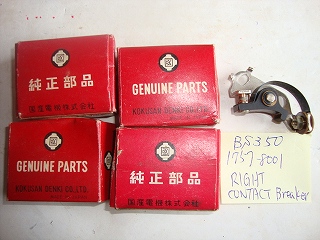 純正部品
国産電機株式会社
GENUINE PARTS
KOKUSAN DENKI CO., LTD.
GENUINE PARTS
KOKUSAN DENKI CO., LTD.
純正部品
国産電機株式会社
BS350
1757-8001
RIGHT
CONTACT Breaker